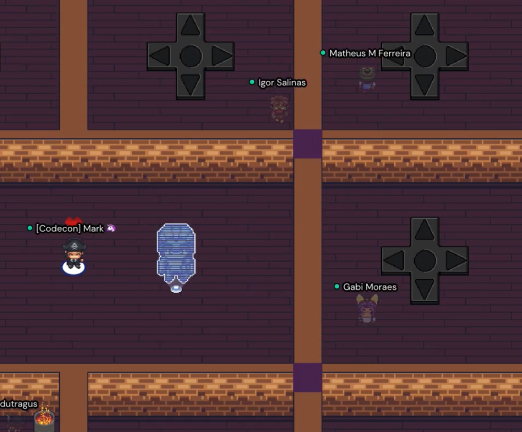 Matheus M Ferreira
Igor Salinas
[Codecon] Mark
Gabi Moraes
dutragus